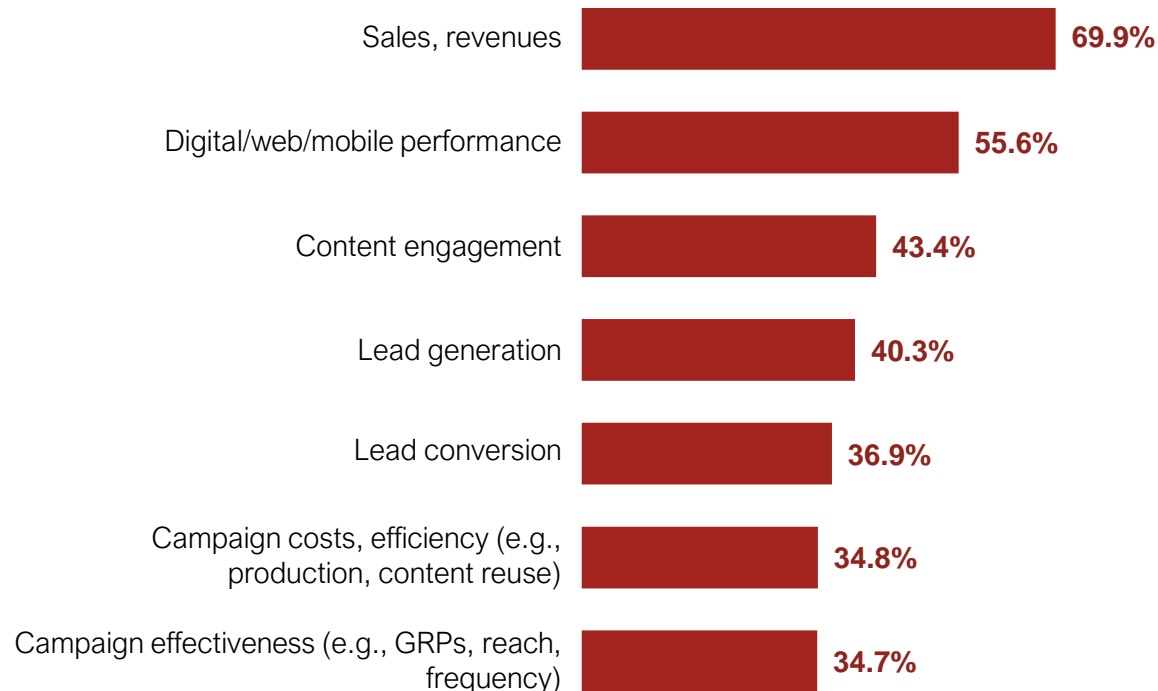 Sales, revenues
69.9%
Digital/web/mobile performance
55.6%
Content engagement
43.4%
Lead generation
40.3%
Lead conversion
36.9%
Campaign costs, efficiency (e.g.,
production, content reuse)
34.8%
Campaign effectiveness (e.g., GRPs, reach,
frequency)
34.7%